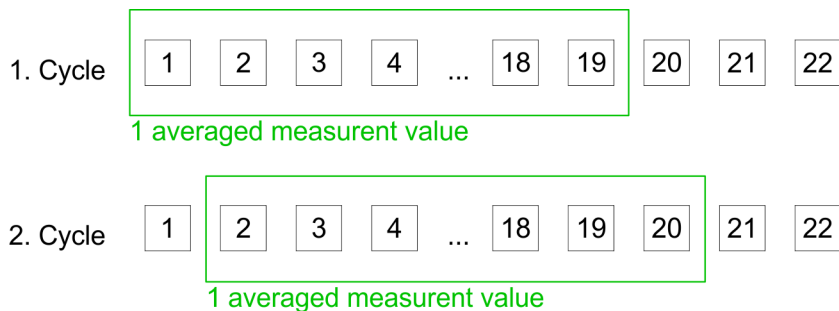 1. Cycle 1 2 3 4 ... 18 19 20 21 22
1 averaged measurent value
2. Cycle 1 2 3 4 ... 18 19 20 21 22
1 averaged measurent value